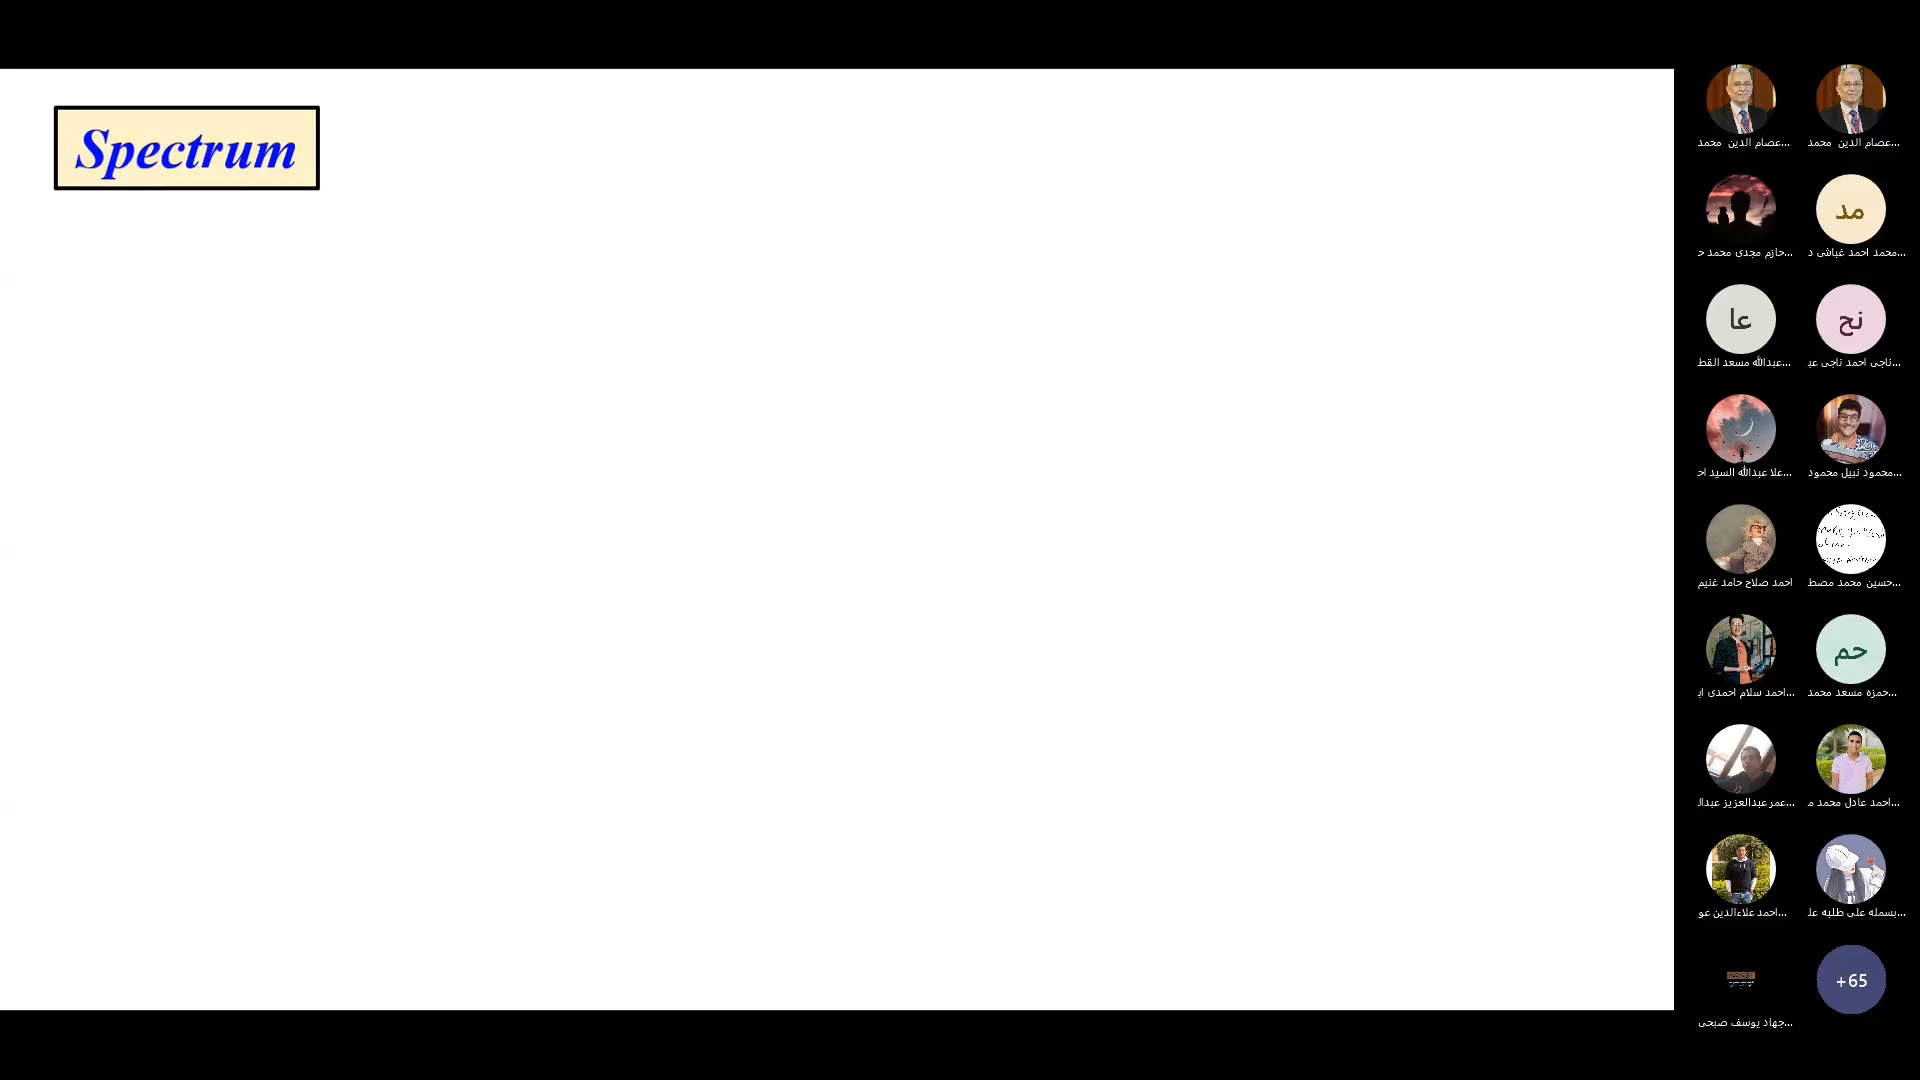 Spectrum
عصام الدين محمد...
عصام الدين محمد...
حازم مجدى محمد ح...
مد
محمد احمد غباشى د...
عا
عبدالله مسعد القط...
نح
ناجى احمد ناجى عب...
علا عبدالله السيد اح...
محمود نبيل محمود...
احمد صلاح حامد غنيم
حسين محمد مصط...
احمد سلام احمدى اب...
حم
حمزه مسعد محمد...
عمر عبدالعزيز عبدال...
احمد عادل محمد م...
احمد علاءالدين عو...
بسمله على طلبه عل...
جهاد يوسف صبحى...
+65